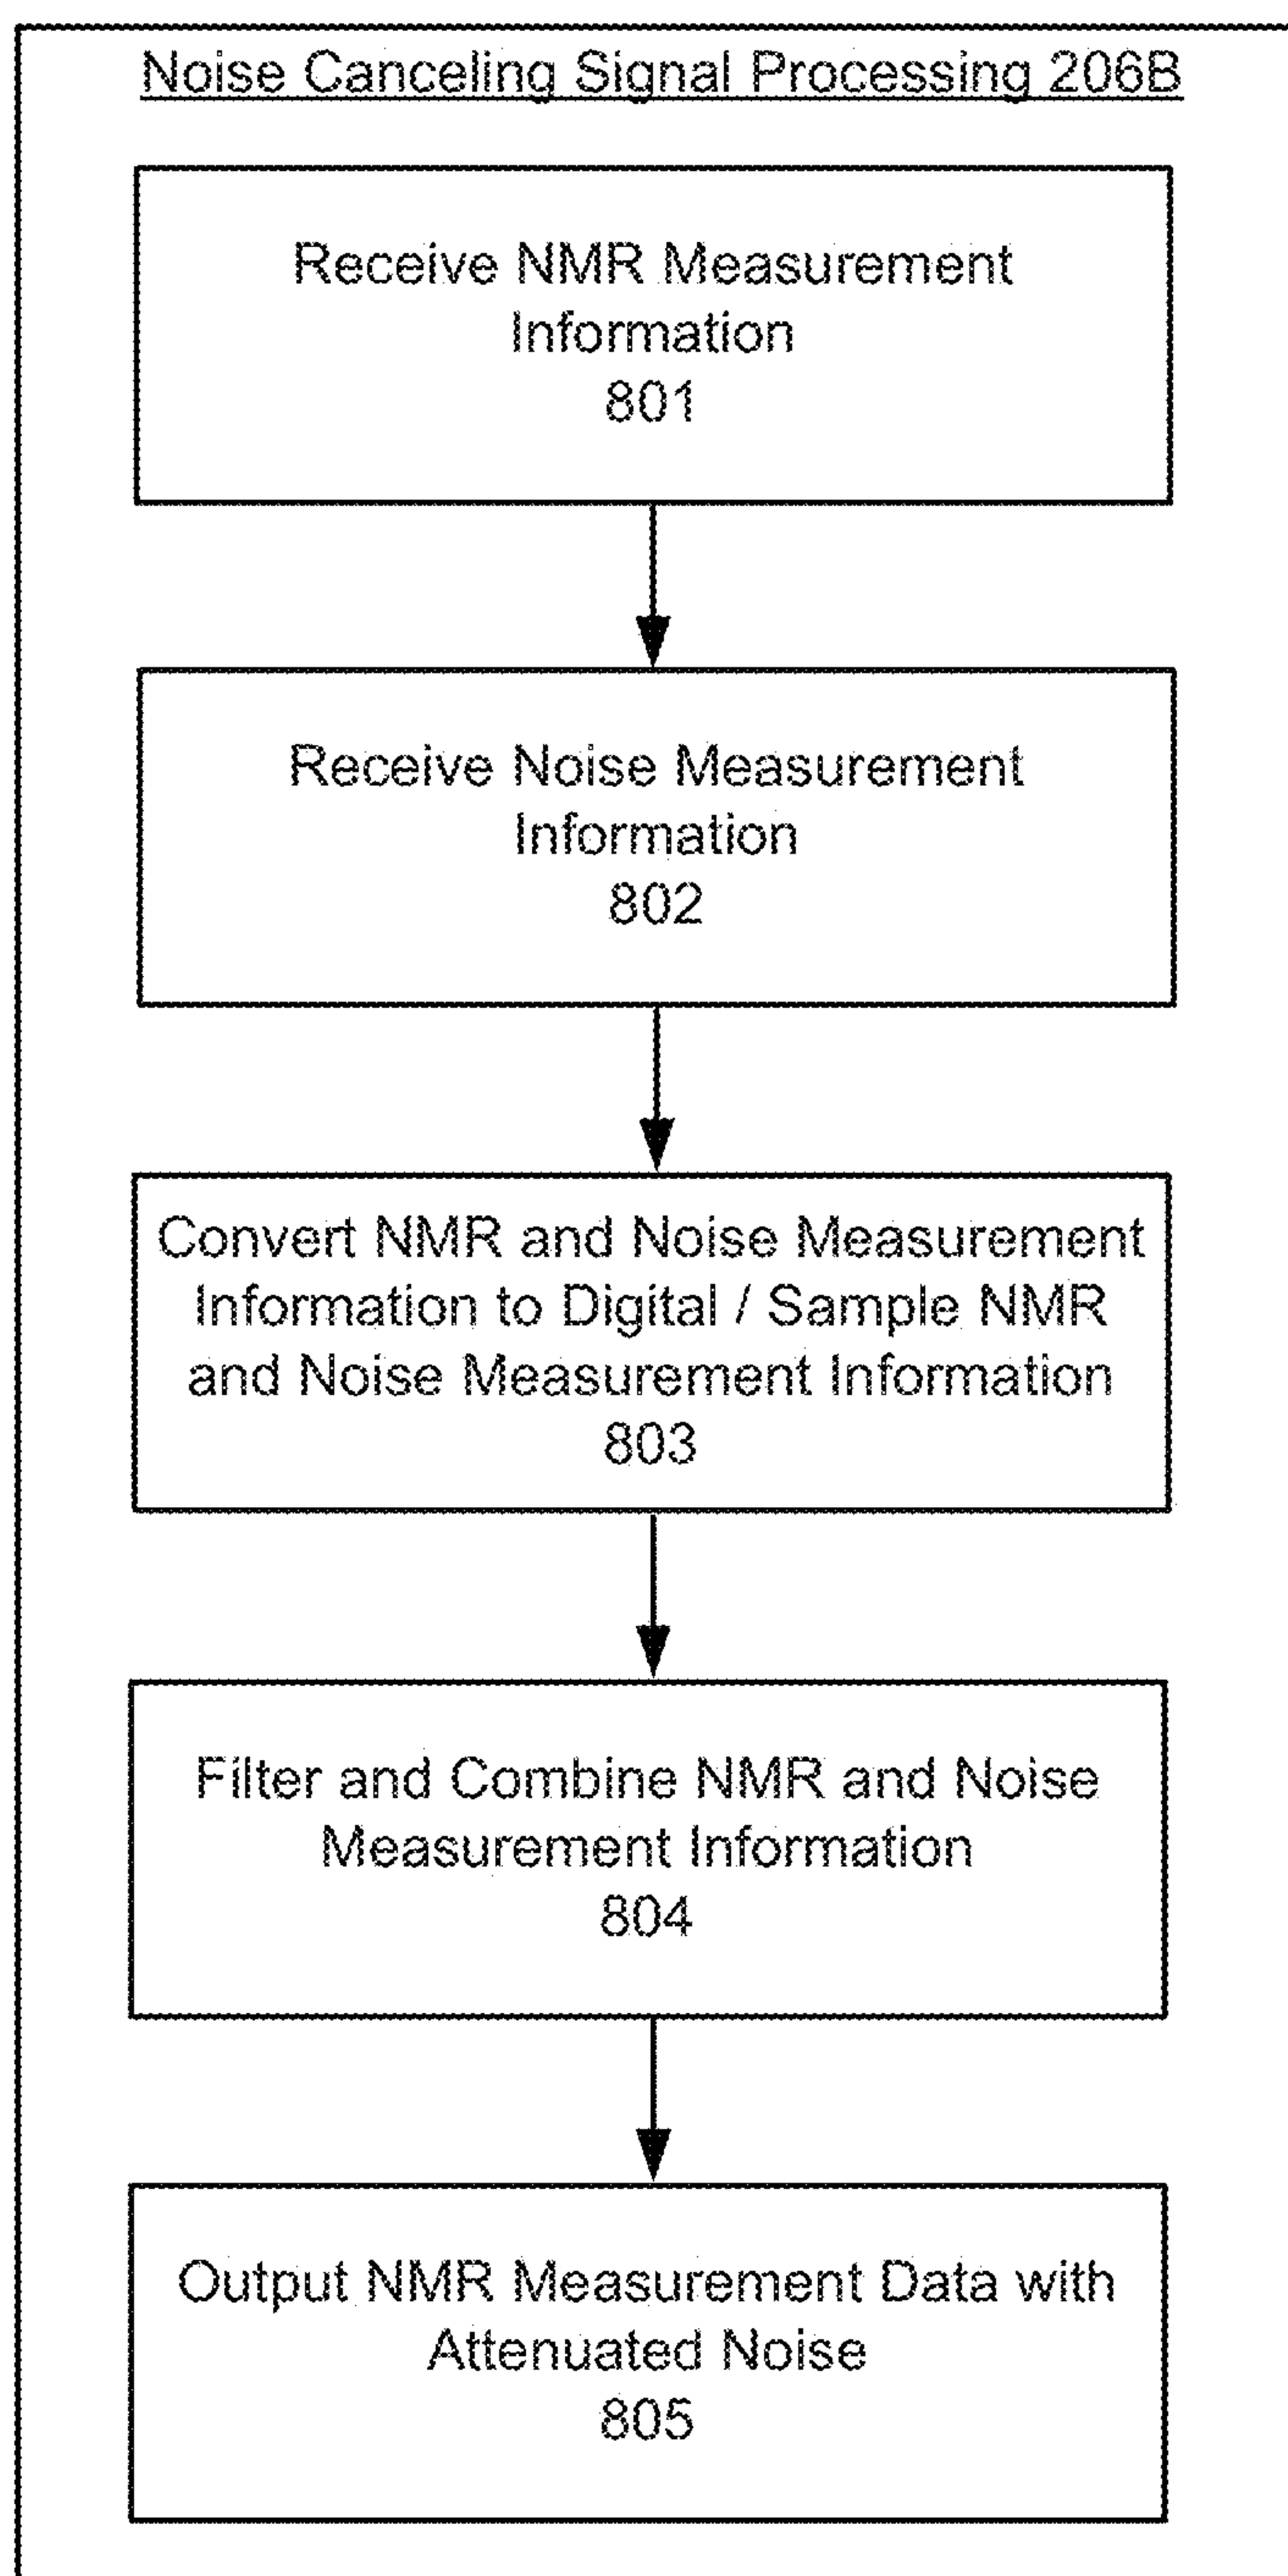 Noise Canceling Signal Processing 206B
Receive NMR Measurement
Information
801
Receive Noise Measurement
Information
802
Convert NMR and Noise Measurement
Information to Digital / Sample NMR
and Noise Measurement Information
803
Filter and Combine NMR and Noise
Measurement Information
804
Output NMR Measurement Data with
Attenuated Noise
805